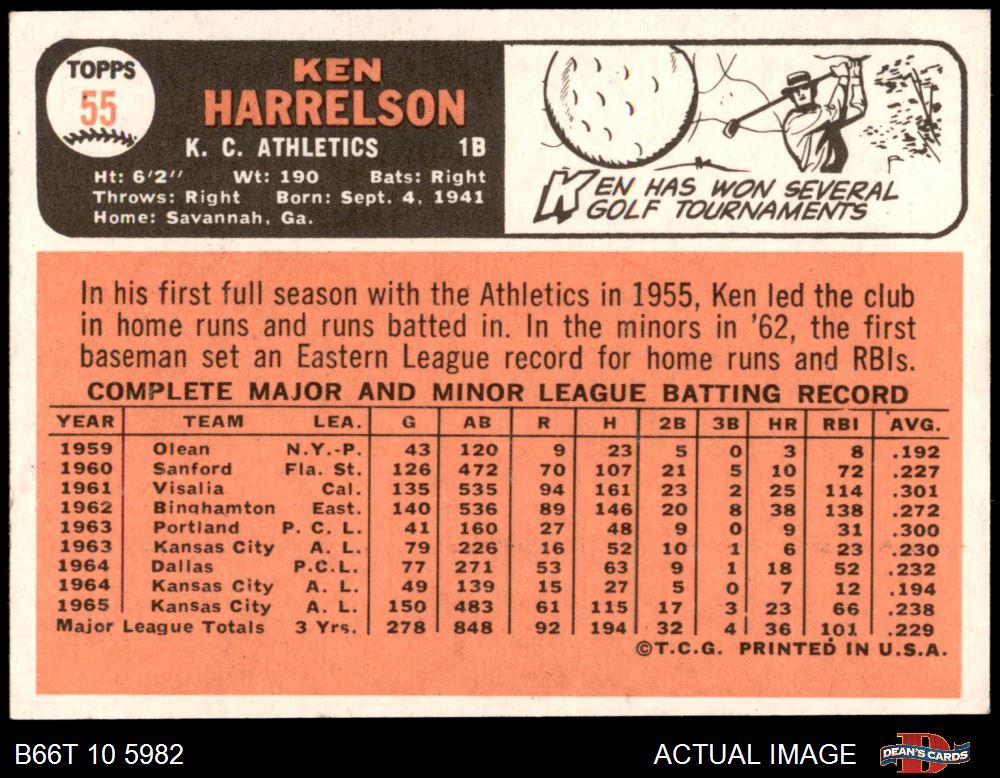 TOPPS
55
KEN
HARRELSON
K. C. ATHLETICS 1B
Ht: 6'2'' Wt: 190 Bats: Right
Throws: Right Born: Sept. 4, 1941
Home: Savannah, Ga.
KEN HAS WON SEVERAL
GOLF TOURNAMENTS
In his first full season with the Athletics in 1955, Ken led the club
in home runs and runs batted in. In the minors in '62, the first
baseman set an Eastern League record for home runs and RBIs.
COMPLETE MAJOR AND MINOR LEAGUE BATTING RECORD
YEAR TEAM LEA. G AB R H 2B 3B HR RBI AVG.
1959 Olean N.Y.-P. 43 120 9 23 5 0 3 8 .192
1960 Sanford Fla. St. 126 472 70 107 21 5 10 72 .227
1961 Visalia Cal. 135 535 94 161 23 2 25 114 .301
1962 Binghamton East. 140 536 89 146 20 8 38 138 .272
1963 Portland P. C. L. 41 160 27 48 9 0 9 31 .300
1963 Kansas City A. L. 79 226 16 52 10 1 6 23 .230
1964 Dallas P.C.L. 77 271 53 63 9 1 18 52 .232
1964 Kansas City A. L. 49 139 15 27 5 0 7 12 .194
1965 Kansas City A. L. 150 483 61 115 17 3 23 66 .238
Major League Totals 3 Yrs. 278 848 92 194 32 4 36 101 .229
©T.C.G. PRINTED IN U.S.A.
B66T 10 5982
ACTUAL IMAGE
DEAN'S CARDS